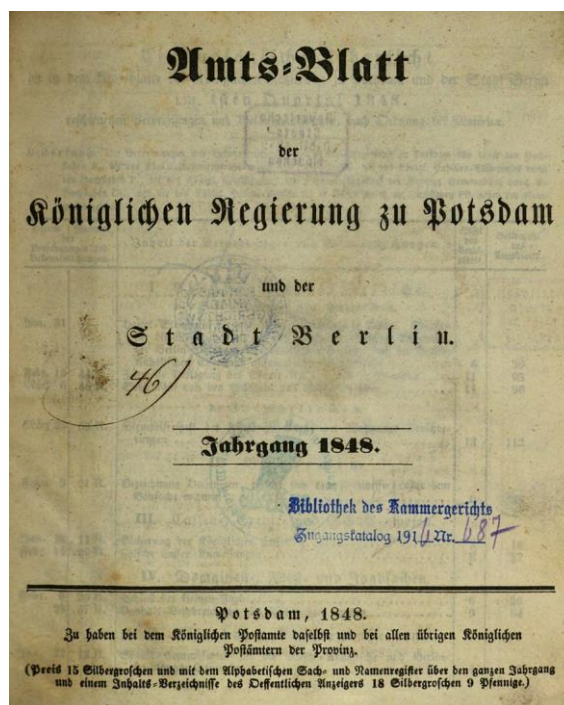 Amts-Blatt
der
Königlichen Regierung zu Potsdam
und der
Stadt Berlin.
46)
Jahrgang 1848.
Bibliothek des Kammergerichts
Zugangskatalog 1916 Nr. 687
Potsdam, 1848.
Zu haben bei dem Königlichen Postamte daselbst und bei allen übrigen Königlichen
Postämtern der Provinz.
(Preis 15 Silbergroschen und mit dem Alphabetischen Sach- und Namenregister über den ganzen Jahrgang
und einem Inhalts-Verzeichnisse des Oeffentlichen Anzeigers 18 Silbergroschen 9 Pfennige.)